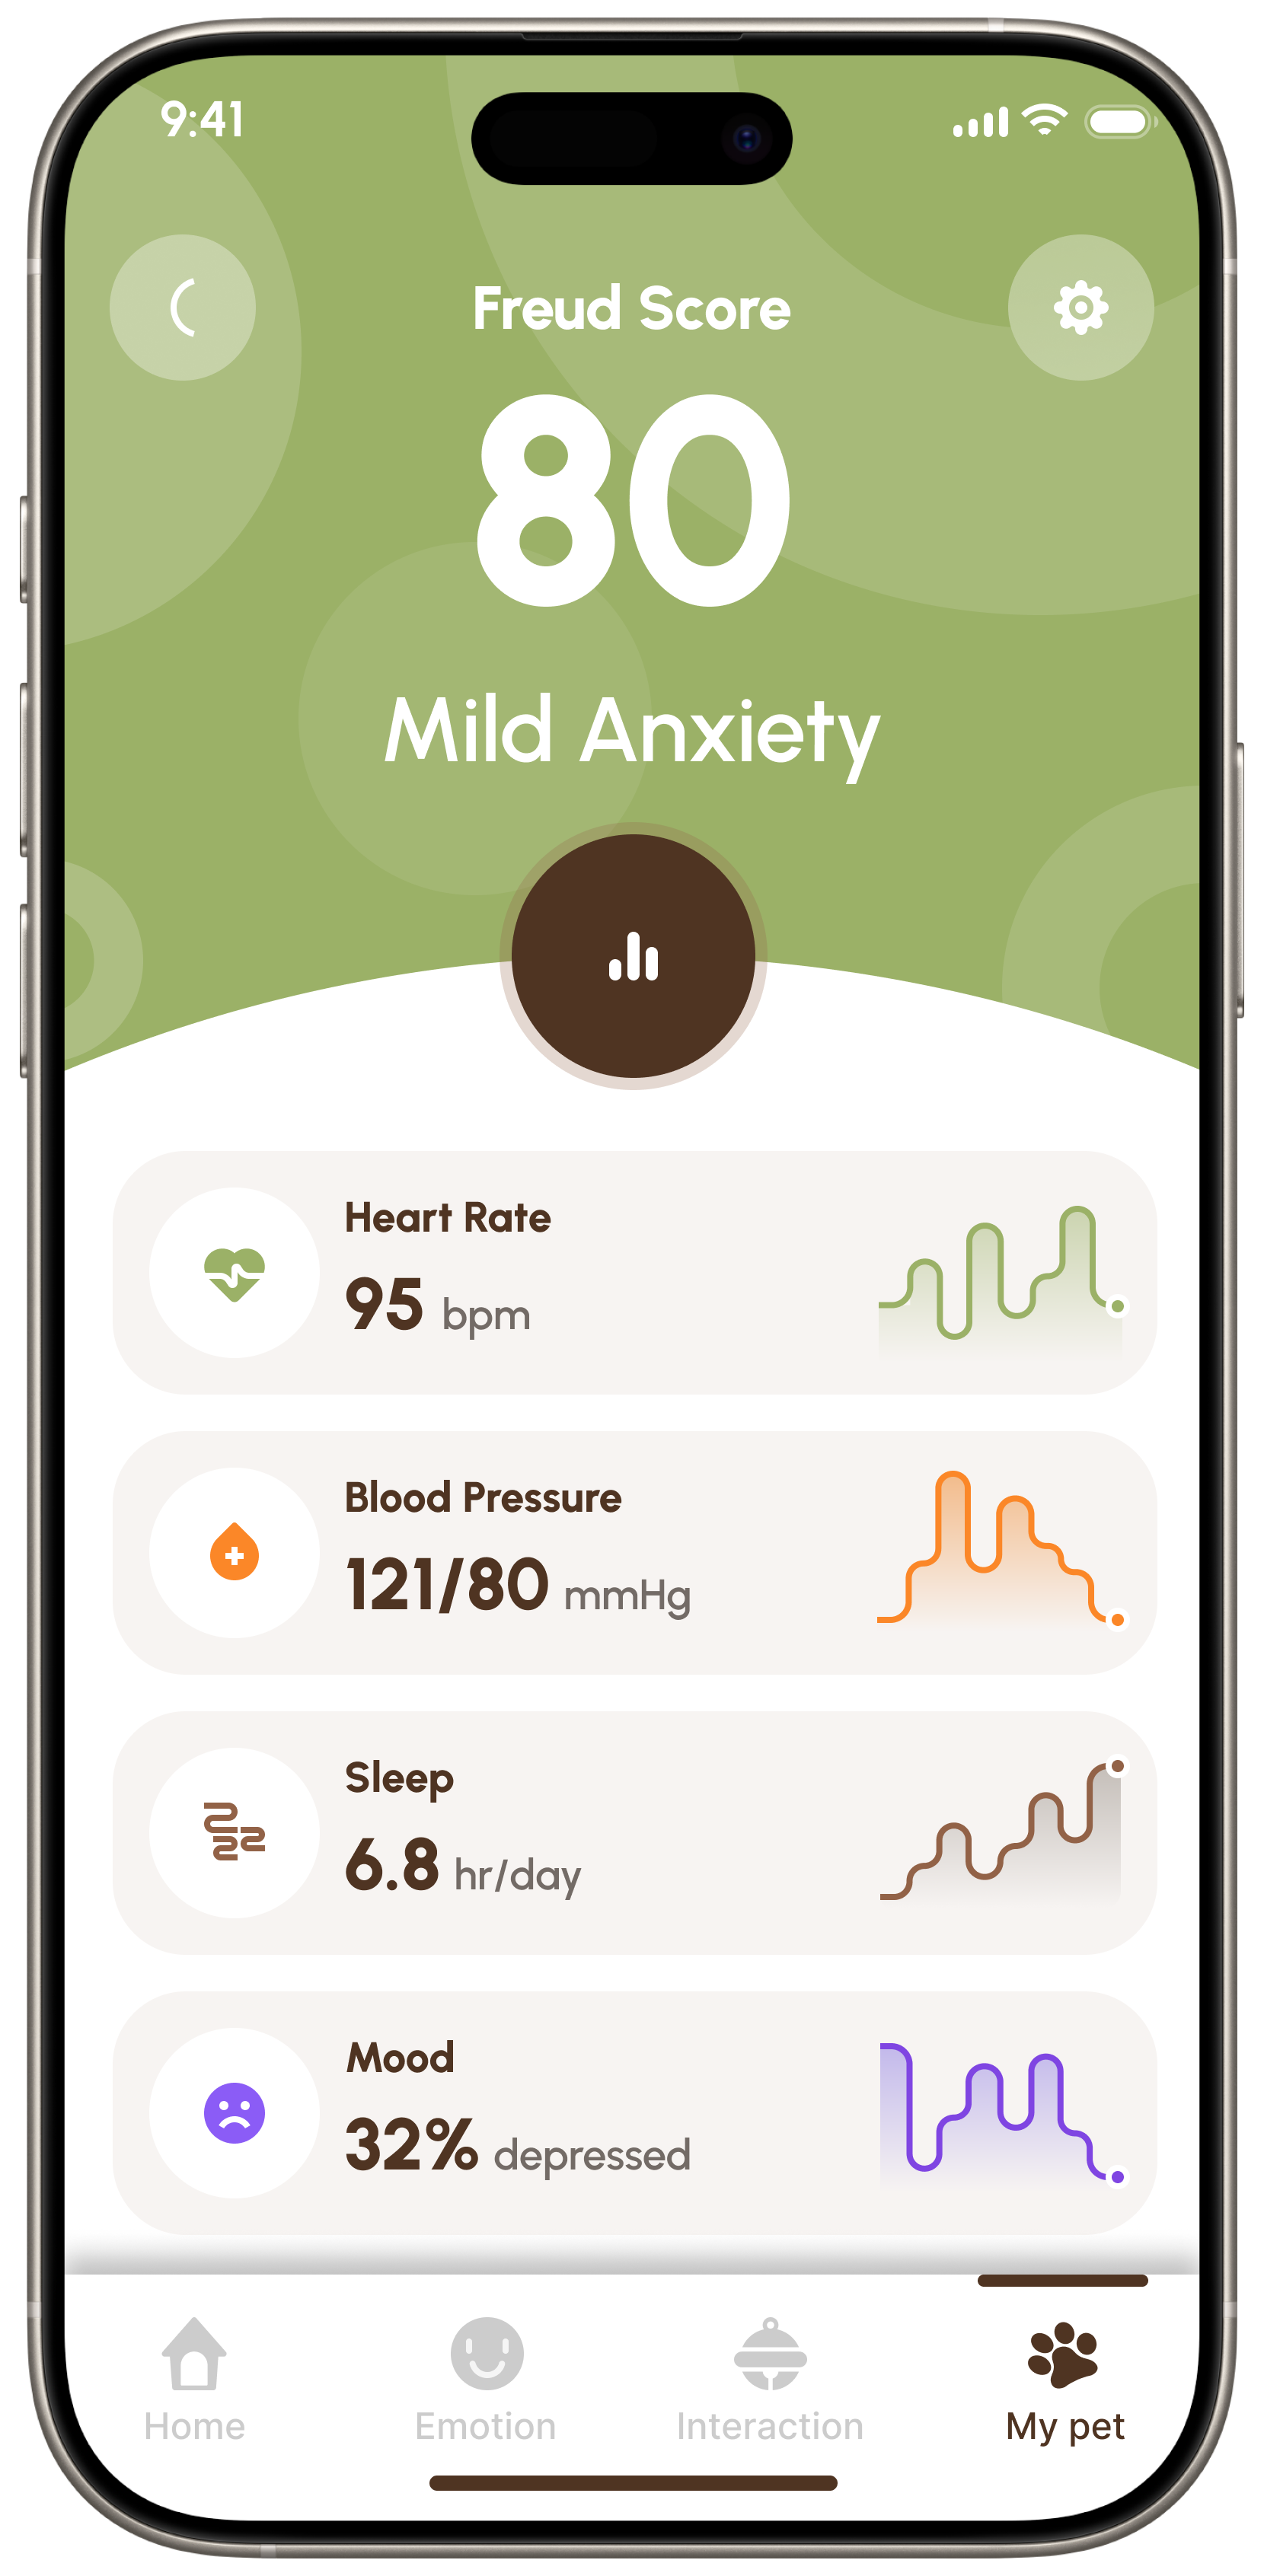 9:41
Freud Score
80
Mild Anxiety
Heart Rate
95 bpm
Blood Pressure
121/80 mmHg
Sleep
6.8 hr/day
Mood
32% depressed
Home Emotion Interaction My pet